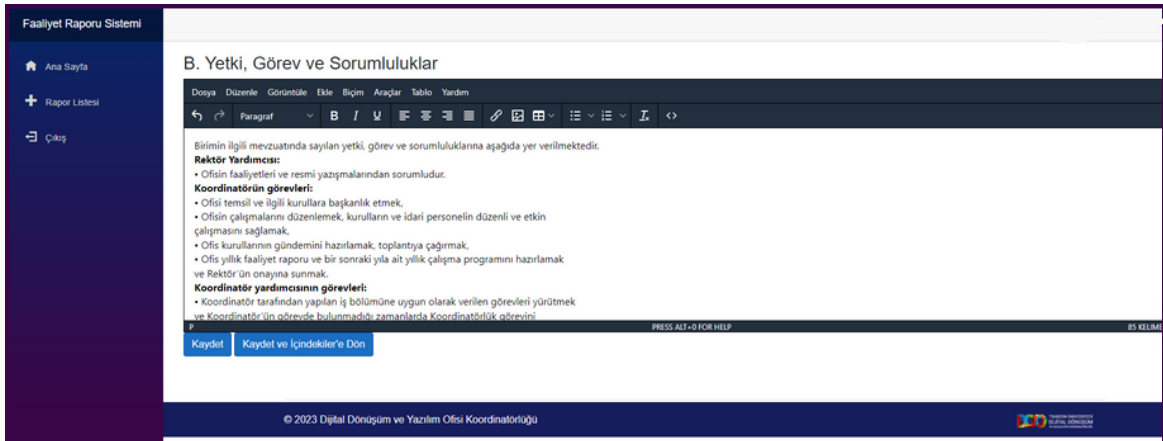 Faaliyet Raporu Sistemi
Ana Sayfa
Rapor Listesi
Çıkış
B. Yetki, Görev ve Sorumluluklar
Dosya Düzenle Görüntüle Ekle Biçim Araçlar Tablo Yardım
Paragraf B I U
Birimin ilgili mevzuatında sayılan yetki, görev ve sorumluluklarına aşağıda yer verilmektedir.
Rektör Yardımcısı:
• Ofisin faaliyetleri ve resmi yazışmalarından sorumludur.
Koordinatörün görevleri:
• Ofisi temsil ve ilgili kurullara başkanlık etmek,
• Ofisin çalışmalarını düzenlemek, kurulların ve idari personelin düzenli ve etkin
çalışmasını sağlamak,
• Ofis kurullarının gündemini hazırlamak, toplantıya çağırmak,
• Ofis yıllık faaliyet raporu ve bir sonraki yıla ait yıllık çalışma programını hazırlamak
ve Rektör'ün onayına sunmak.
Koordinatör yardımcısının görevleri:
• Koordinatör tarafından yapılan iş bölümüne uygun olarak verilen görevleri yürütmek
ve Koordinatör'ün görevde bulunmadığı zamanlarda Koordinatörlük görevini
P PRESS ALT+0 FOR HELP 85 KELIME
Kaydet Kaydet ve İçindekiler'e Dön
© 2023 Dijital Dönüşüm ve Yazılım Ofisi Koordinatörlüğü
DİJİTAL DÖNÜŞÜM